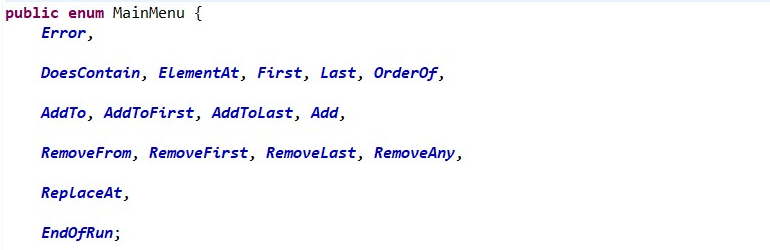 public enum MainMenu {
Error,
DoesContain, ElementAt, First, Last, OrderOf,
AddTo, AddToFirst, AddToLast, Add,
RemoveFrom, RemoveFirst, RemoveLast, RemoveAny,
ReplaceAt,
EndOfRun;